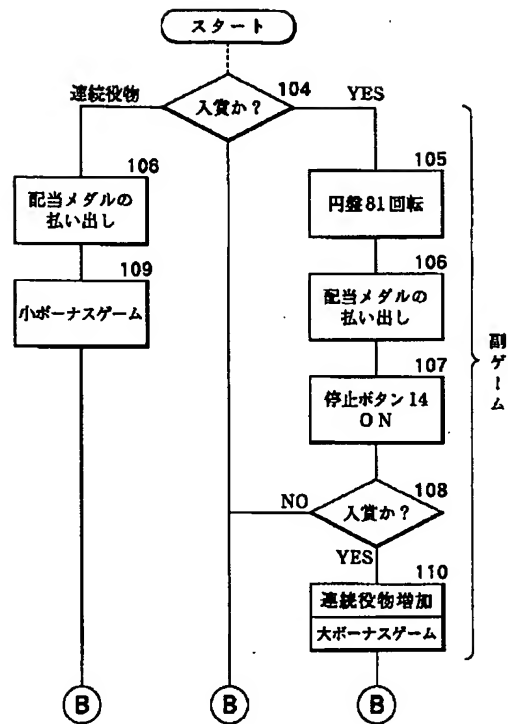 スタート
104
入賞か?
連続役物
YES
106
配当メダルの
払い出し
109
小ボーナスゲーム
105
円盤81回転
106
配当メダルの
払い出し
107
停止ボタン14
ON
108
入賞か?
NO
YES
110
連続役物増加
大ボーナスゲーム
副ゲーム
B
B
B